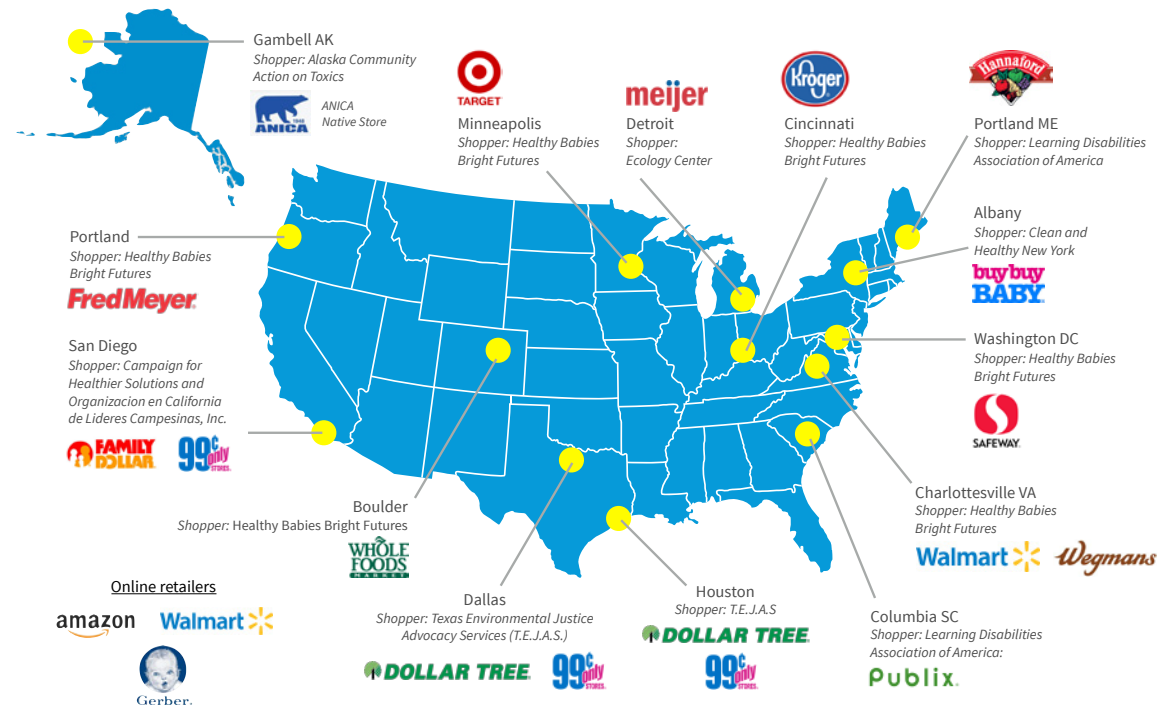 Gambell AK
Shopper: Alaska Community
Action on Toxics
1948
ANICA
ANICA
Native Store
TARGET
Minneapolis
Shopper: Healthy Babies
Bright Futures
meijer
Detroit
Shopper:
Ecology Center
Kroger
Cincinnati
Shopper: Healthy Babies
Bright Futures
Hannaford
Portland ME
Shopper: Learning Disabilities
Association of America
Albany
Shopper: Clean and
Healthy New York
buybuy
BABY
Portland
Shopper: Healthy Babies
Bright Futures
FredMeyer
Washington DC
Shopper: Healthy Babies
Bright Futures
SAFEWAY
San Diego
Shopper: Campaign for
Healthier Solutions and
Organizacion en California
de Lideres Campesinas, Inc.
FAMILY
DOLLAR
99¢ only
STORES
Charlottesville VA
Shopper: Healthy Babies
Bright Futures
Walmart
Wegmans
Boulder
Shopper: Healthy Babies Bright Futures
WHOLE
FOODS
MARKET
Online retailers
amazon
Walmart
Gerber
Dallas
Shopper: Texas Environmental Justice
Advocacy Services (T.E.J.A.S.)
DOLLAR TREE
99¢ only
STORES
Houston
Shopper: T.E.J.A.S
DOLLAR TREE
99¢ only
STORES
Columbia SC
Shopper: Learning Disabilities
Association of America:
Publix